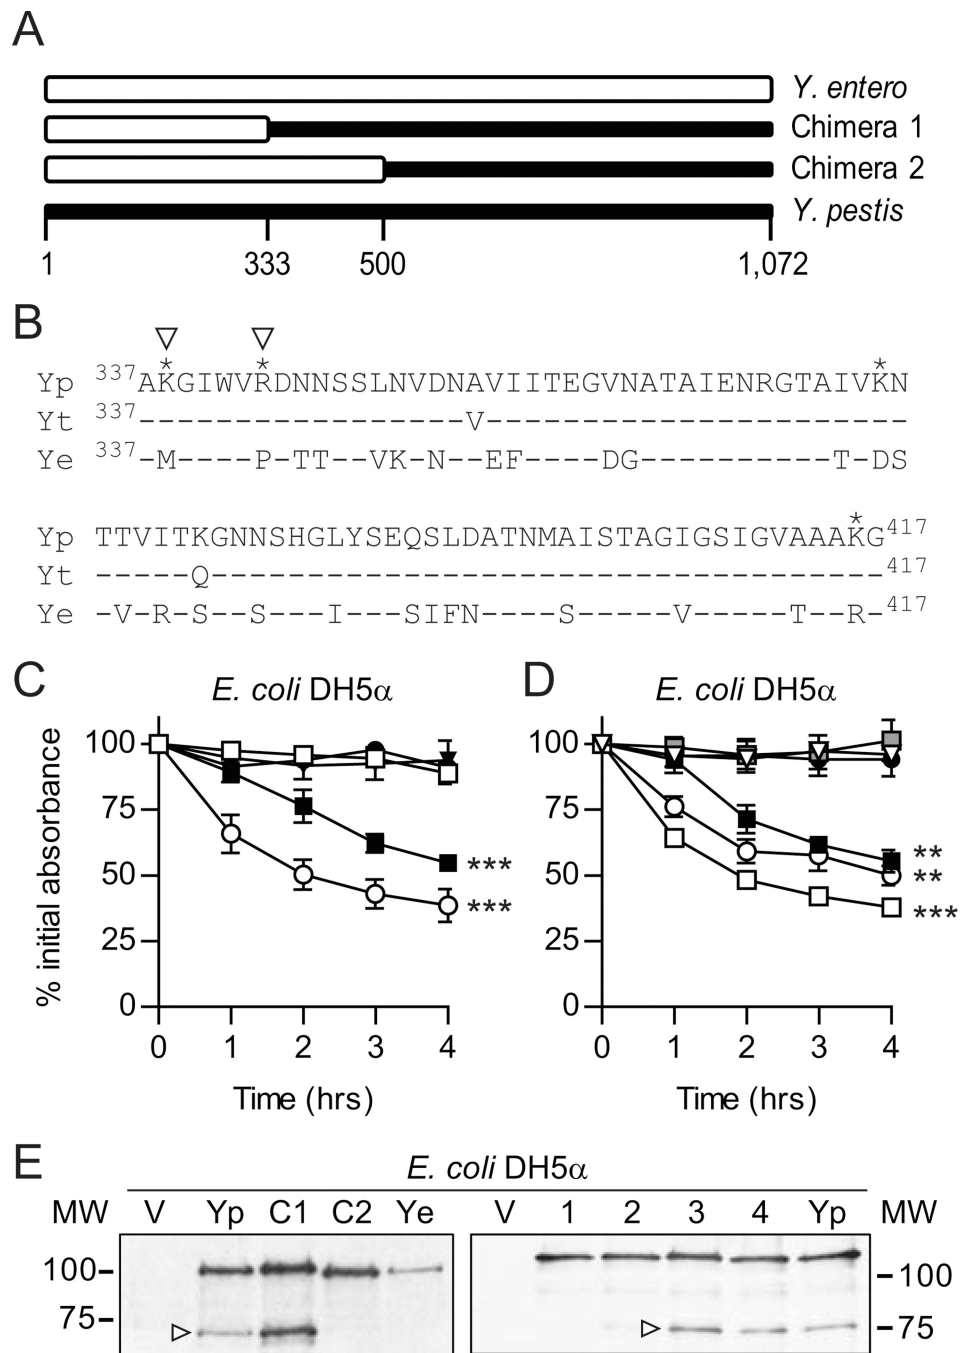 A
Y. entero
Chimera 1
Chimera 2
Y. pestis
1 333 500 1,072
B
* * *
Yp 337AKGIWVRDNNSSLNVDNAVIITEGVNATAIENRGTAIVKN
Yt 337----------------V-----------------------
Ye 337-M----P-TT--VK-N--EF----DG---------T-DS
*
Yp TTVITKGNNNSHGLYSEQSLDATNMAISTAGIGSIGVAAAKG417
Yt -----Q-----------------------------------417
Ye -V-R-S--S---I---SIFN----S-----V----T--R-417
C
E. coli DH5α
% initial absorbance
100
75
50
25
0
***
***
0 1 2 3 4
Time (hrs)
D
E. coli DH5α
100
75
50
25
0
**
**
***
0 1 2 3 4
Time (hrs)
E
E. coli DH5α
MW V Yp C1 C2 Ye V 1 2 3 4 Yp MW
100
75
100
75